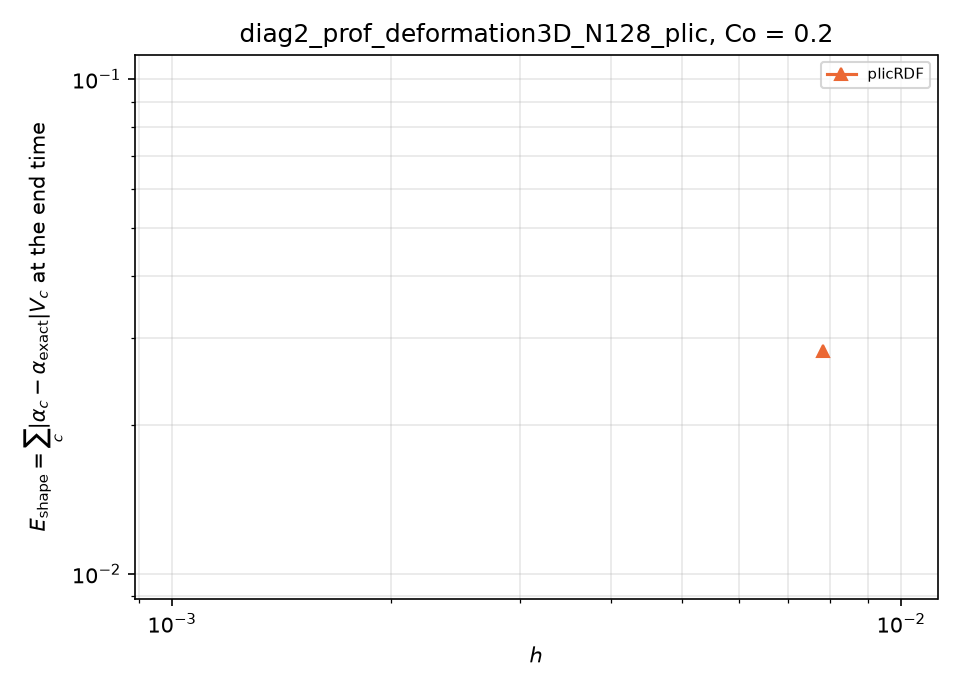 diag2_prof_deformation3D_N128_plic, Co = 0.2
plicRDF
10⁻¹
10⁻²
E_shape = ∑_c |α_c − α_exact|V_c at the end time
10⁻³
10⁻²
h